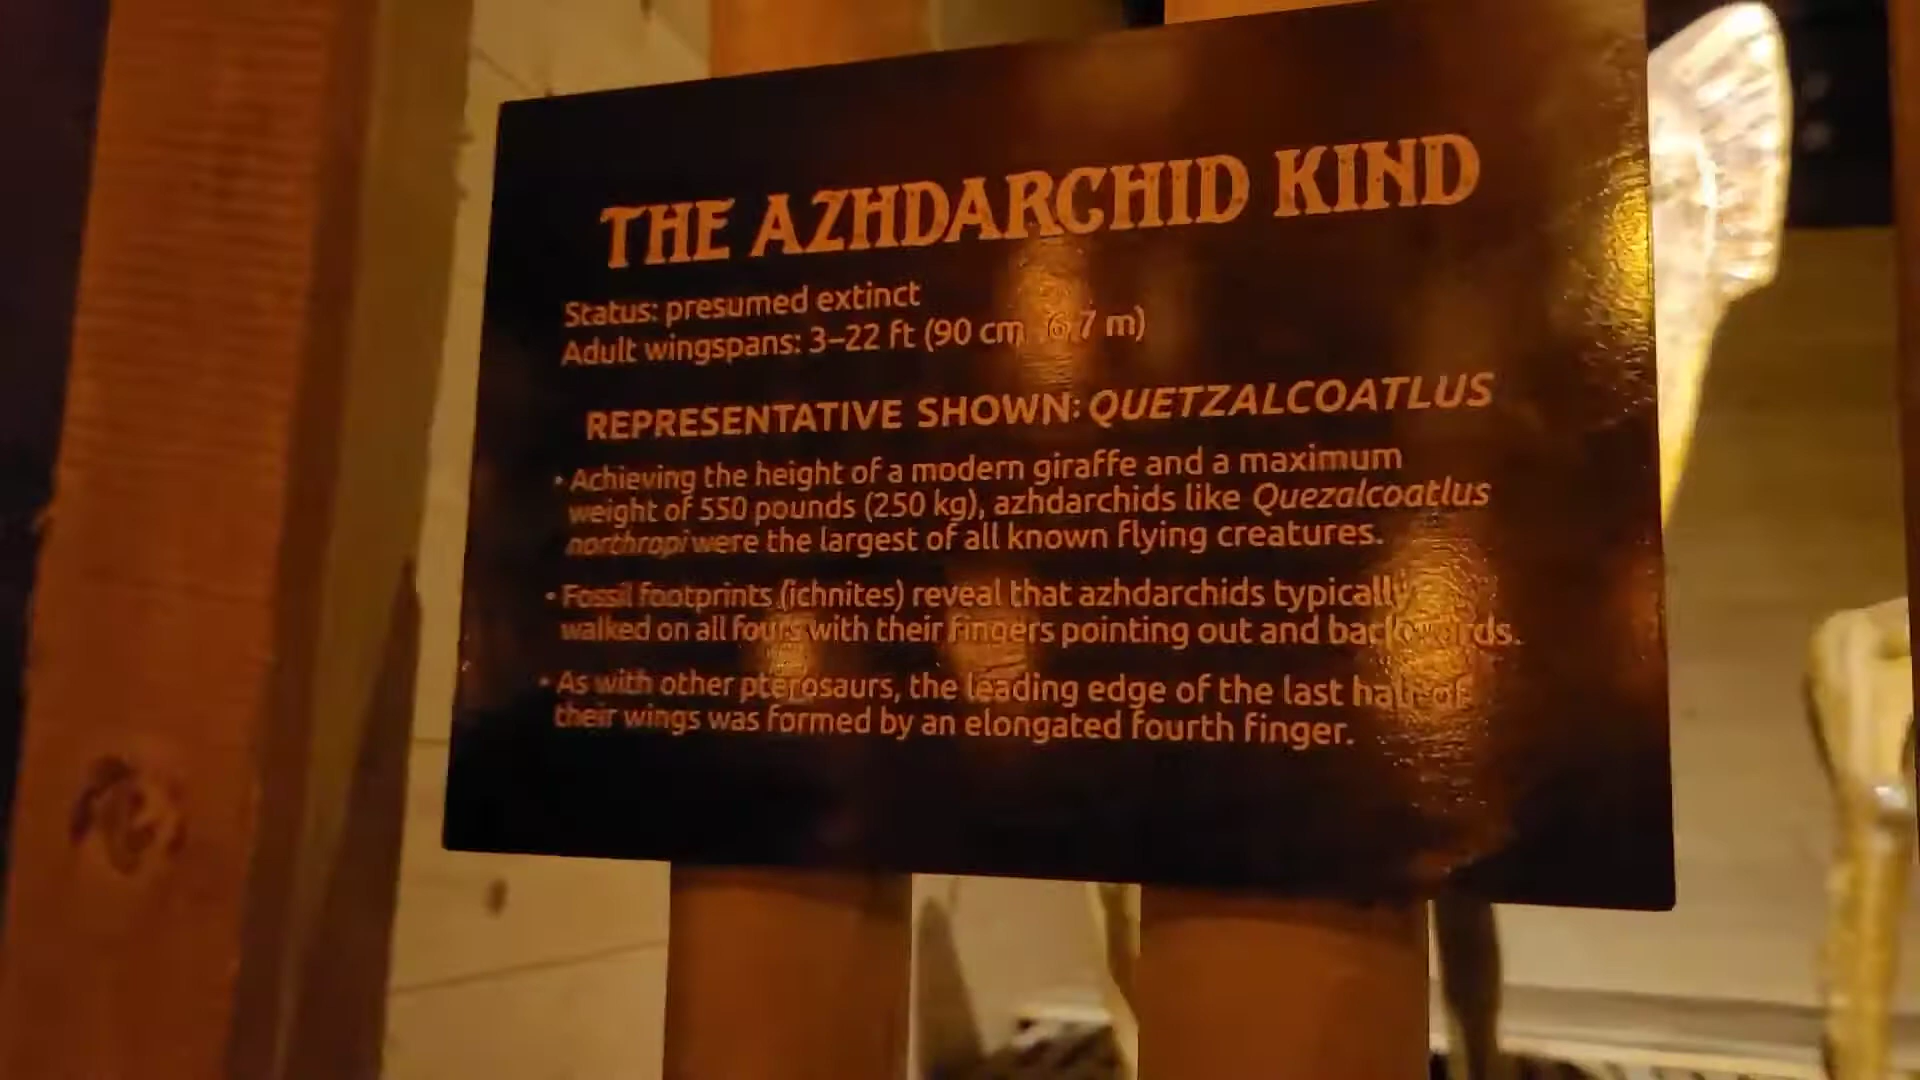 THE AZHDARCHID KIND
Status: presumed extinct
Adult wingspans: 3–22 ft (90 cm 6.7 m)
REPRESENTATIVE SHOWN: QUETZALCOATLUS
• Achieving the height of a modern giraffe and a maximum
weight of 550 pounds (250 kg), azhdarchids like Quezalcoatlus
northropi were the largest of all known flying creatures.
• Fossil footprints (ichnites) reveal that azhdarchids typically
walked on all fours with their fingers pointing out and backwards.
• As with other pterosaurs, the leading edge of the last half of
their wings was formed by an elongated fourth finger.